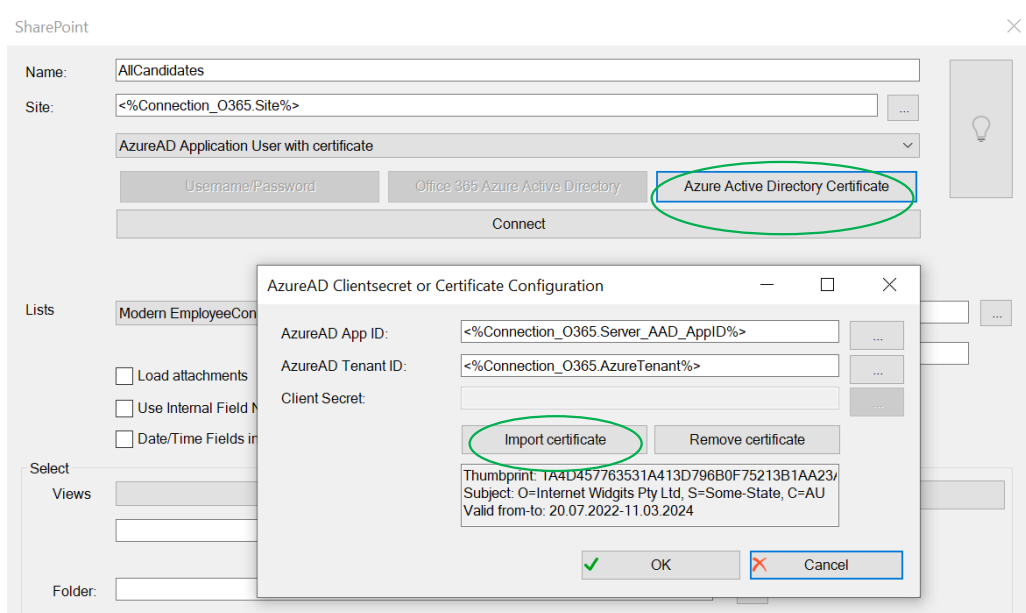 SharePoint
Name:
AllCandidates
Site:
<%Connection_O365.Site%>
...
AzureAD Application User with certificate
Username/Password
Office 365 Azure Active Directory
Azure Active Directory Certificate
Connect
AzureAD Clientsecret or Certificate Configuration
Lists
Modern EmployeeCon
...
AzureAD App ID:
<%Connection_O365.Server_AAD_AppID%>
...
AzureAD Tenant ID:
<%Connection_O365.AzureTenant%>
...
Load attachments
Client Secret:
...
Use Internal Field N
Date/Time Fields in
Import certificate
Remove certificate
Select
Thumbprint: 1A4D457763531A413D796B0F75213B1AA23A
Views
Subject: O=Internet Widgits Pty Ltd, S=Some-State, C=AU
Valid from-to: 20.07.2022-11.03.2024
OK
Cancel
Folder: